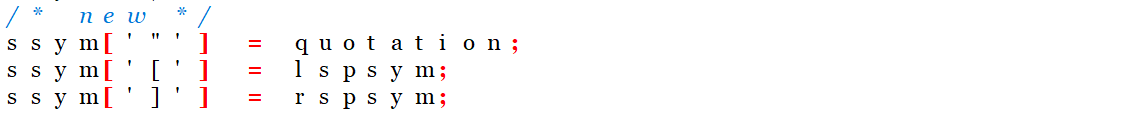 /* new */
ssym['"'] = quotation;
ssym['['] = lspsym;
ssym[']'] = rspsym;